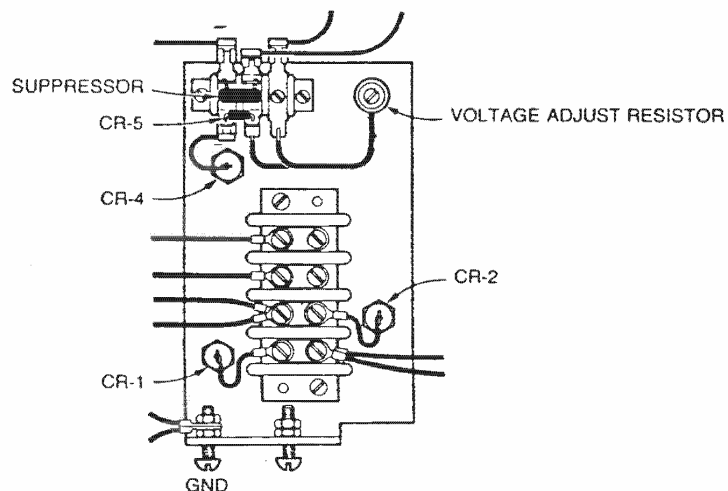 SUPPRESSOR
CR-5
VOLTAGE ADJUST RESISTOR
CR-4
CR-2
CR-1
GND